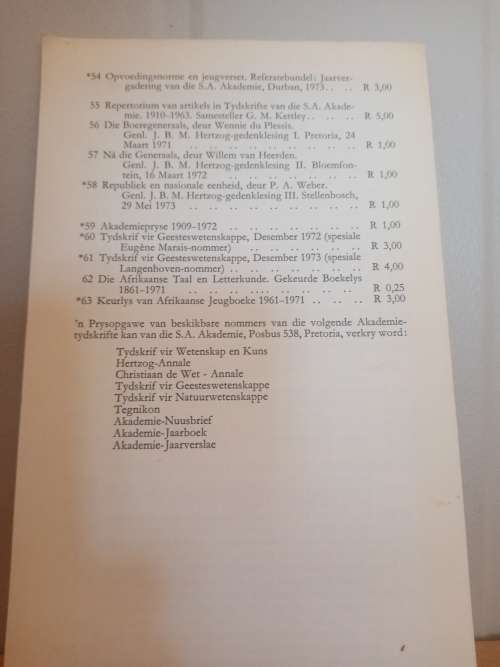 *54 Opvoedingsnorme en jeugverset. Referatebundel: Jaarver-
gadering van die S.A. Akademie, Durban, 1973. . . . R 3,00
55 Repertorium van artikels in Tydskrifte van die S.A. Akade-
mie. 1910-1963. Samesteller G. M. Kettley . . . . R 5,00
56 Die Boeregeneraals, deur Wennie du Plessis.
Genl. J. B. M. Hertzog-gedenklesing I. Pretoria, 24
Maart 1971 . . . . . . . . . . . . . . . . R 1,00
57 Ná die Generaals, deur Willem van Heerden.
Genl. J. B. M. Hertzog-gedenklesing II. Bloemfon-
tein, 16 Maart 1972 . . . . . . . . . . . . R 1,00
*58 Republiek en nasionale eenheid, deur P. A. Weber.
Genl. J. B. M. Hertzog-gedenklesing III. Stellenbosch,
29 Mei 1973 . . . . . . . . . . . . . . . . R 1,00
*59 Akademiepryse 1909-1972 . . . . . . . . . . R 1,00
*60 Tydskrif vir Geesteswetenskappe, Desember 1972 (spesiale
Eugène Marais-nommer) . . . . . . . . . . R 3,00
*61 Tydskrif vir Geesteswetenskappe, Desember 1973 (spesiale
Langenhoven-nommer) . . . . . . . . . . . . R 4,00
62 Die Afrikaanse Taal en Letterkunde. Gekeurde Boekelys
1861-1971 . . . . . . . . . . . . . . . . R 0,25
*63 Keurlys van Afrikaanse Jeugboeke 1961-1971 . . . . . . R 3,00
'n Prysopgawe van beskikbare nommers van die volgende Akademie-
tydskrifte kan van die S.A. Akademie, Posbus 538, Pretoria, verkry word:
Tydskrif vir Wetenskap en Kuns
Hertzog-Annale
Christiaan de Wet - Annale
Tydskrif vir Geesteswetenskappe
Tydskrif vir Natuurwetenskappe
Tegnikon
Akademie-Nuusbrief
Akademie-Jaarboek
Akademie-Jaarverslae